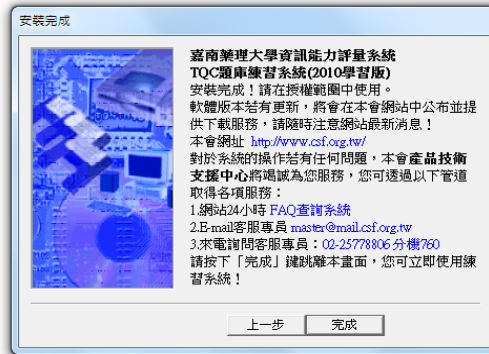 安裝完成
嘉南藥理大學資訊能力評量系統
TQC題庫練習系統(2010學習版)
安裝完成！請在授權範圍中使用。
軟體版本若有更新，將會在本會網站中公布並提
供下載服務，請隨時注意網站最新消息！
本會網址 http://www.csf.org.tw/
對於系統的操作若有任何問題，本會產品技術
支援中心將竭誠為您服務，您可透過以下管道
取得各項服務：
1.網站24小時 FAQ查詢系統
2.E-mail客服專員 master@mail.csf.org.tw
3.來電詢問客服專員：02-25778806 分機760
請按下「完成」鍵跳離本畫面，您可立即使用練
習系統！
上一步
完成